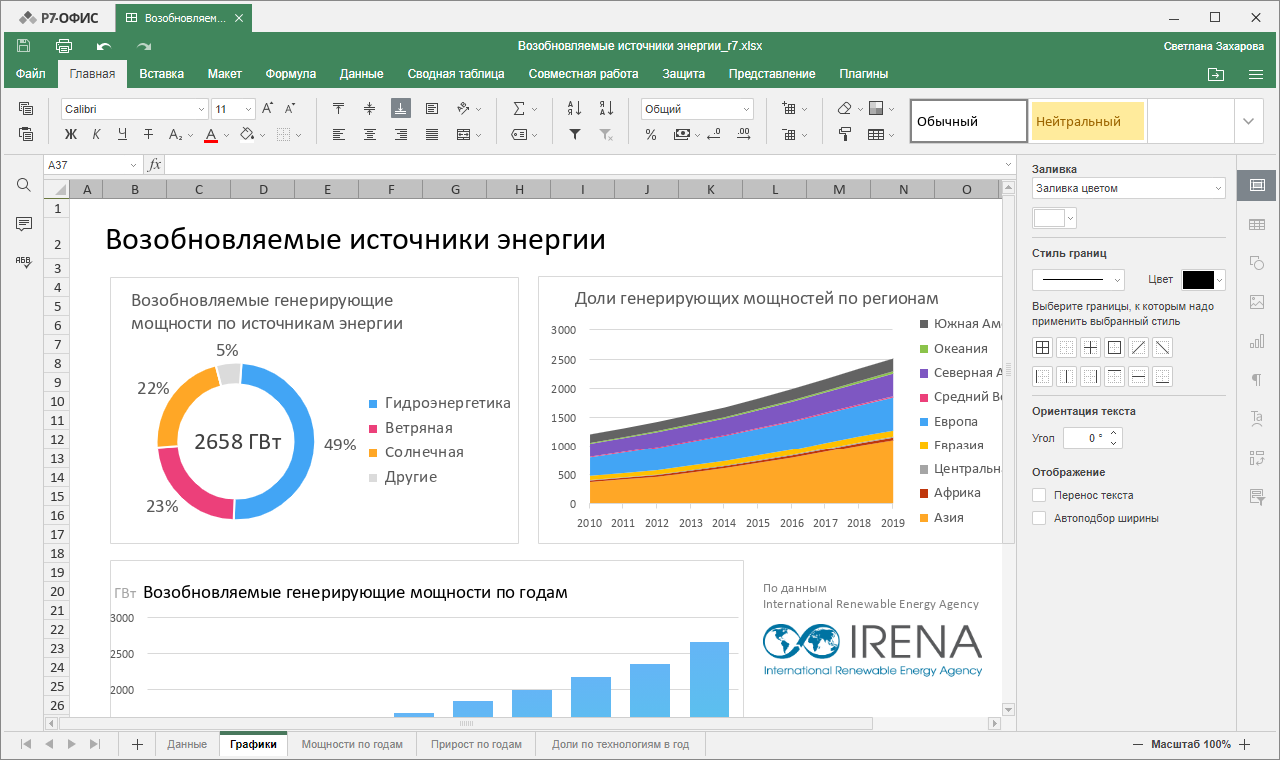 Р7-ОФИС
Возобновляем...
Возобновляемые источники энергии_r7.xlsx
Светлана Захарова
Файл Главная Вставка Макет Формула Данные Сводная таблица Совместная работа Защита Представление Плагины
Calibri 11 Общий
Обычный Нейтральный
A37
A B C D E F G H I J K L M N O
1
2
3
4
5
6
7
8
9
10
11
12
13
14
15
16
17
18
19
20
21
22
23
24
25
26
Возобновляемые источники энергии
Возобновляемые генерирующие
мощности по источникам энергии
5%
22%
2658 ГВт
49%
23%
Гидроэнергетика
Ветряная
Солнечная
Другие
Доли генерирующих мощностей по регионам
3000
2500
2000
1500
1000
500
0
2010 2011 2012 2013 2014 2015 2016 2017 2018 2019
Южная Ам
Океания
Северная А
Средний Во
Европа
Евразия
Центральна
Африка
Азия
ГВт Возобновляемые генерирующие мощности по годам
3000
2500
2000
По данным
International Renewable Energy Agency
IRENA
International Renewable Energy Agency
Заливка
Заливка цветом
Стиль границ
Цвет
Выберите границы, к которым надо
применить выбранный стиль
Ориентация текста
Угол 0 °
Отображение
Перенос текста
Автоподбор ширины
Данные Графики Мощности по годам Прирост по годам Доли по технологиям в год
Масштаб 100%